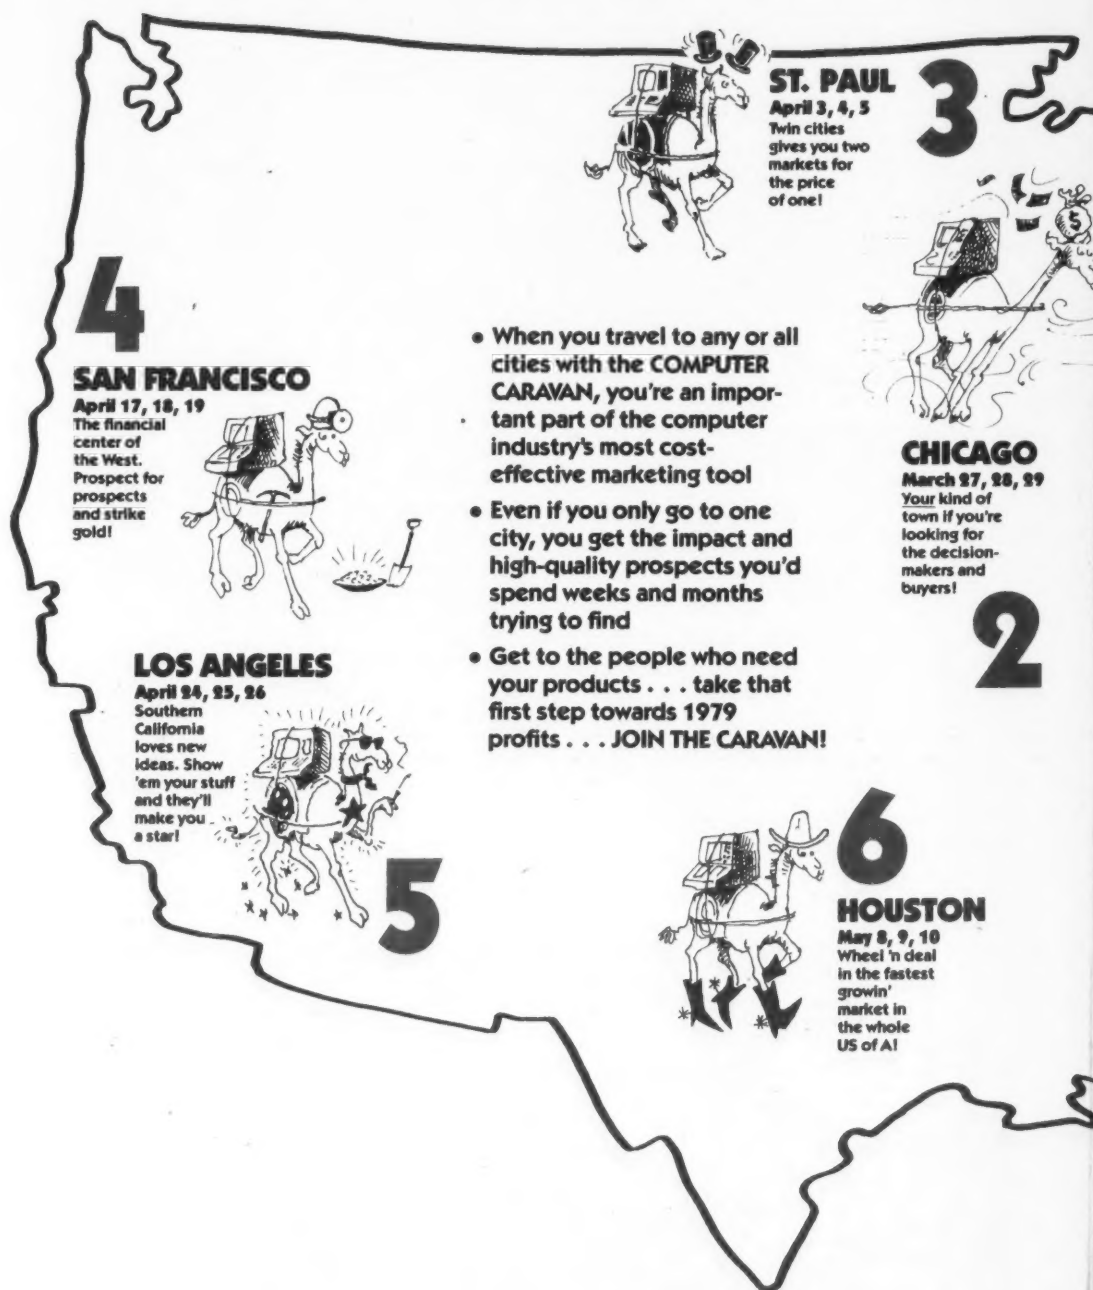 ST. PAUL
April 3, 4, 5
Twin cities
gives you two
markets for
the price
of one!
3
4
SAN FRANCISCO
April 17, 18, 19
The financial
center of
the West.
Prospect for
prospects
and strike
gold!
• When you travel to any or all
cities with the COMPUTER
CARAVAN, you're an impor-
tant part of the computer
industry's most cost-
effective marketing tool
• Even if you only go to one
city, you get the impact and
high-quality prospects you'd
spend weeks and months
trying to find
• Get to the people who need
your products . . . take that
first step towards 1979
profits . . . JOIN THE CARAVAN!
$
CHICAGO
March 27, 28, 29
Your kind of
town if you're
looking for
the decision-
makers and
buyers!
2
LOS ANGELES
April 24, 25, 26
Southern
California
loves new
ideas. Show
'em your stuff
and they'll
make you
a star!
5
6
HOUSTON
May 8, 9, 10
Wheel 'n deal
in the fastest
growin'
market in
the whole
US of A!